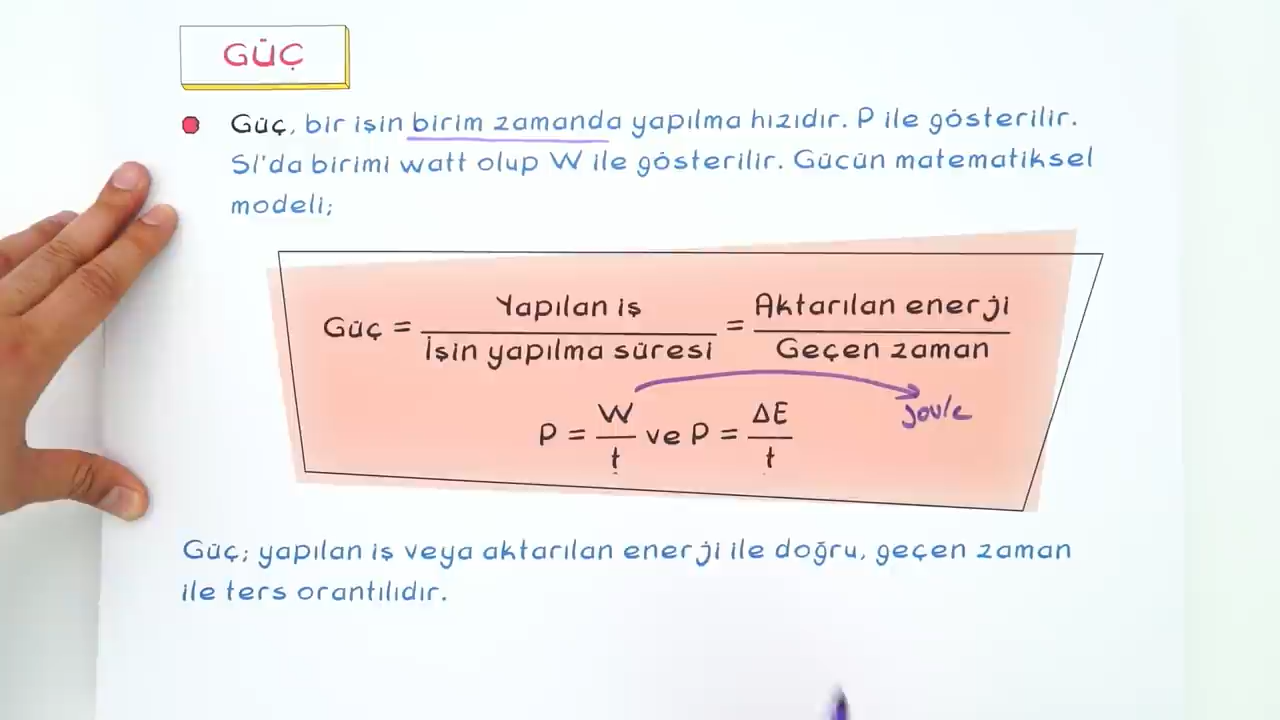 GÜÇ
Güç, bir işin birim zamanda yapılma hızıdır. P ile gösterilir.
SI'da birimi watt olup W ile gösterilir. Gücün matematiksel
modeli;
Güç = Yapılan iş / İşin yapılma süresi = Aktarılan enerji / Geçen zaman
joule
P = W / t ve P = ΔE / t
Güç; yapılan iş veya aktarılan enerji ile doğru, geçen zaman
ile ters orantılıdır.